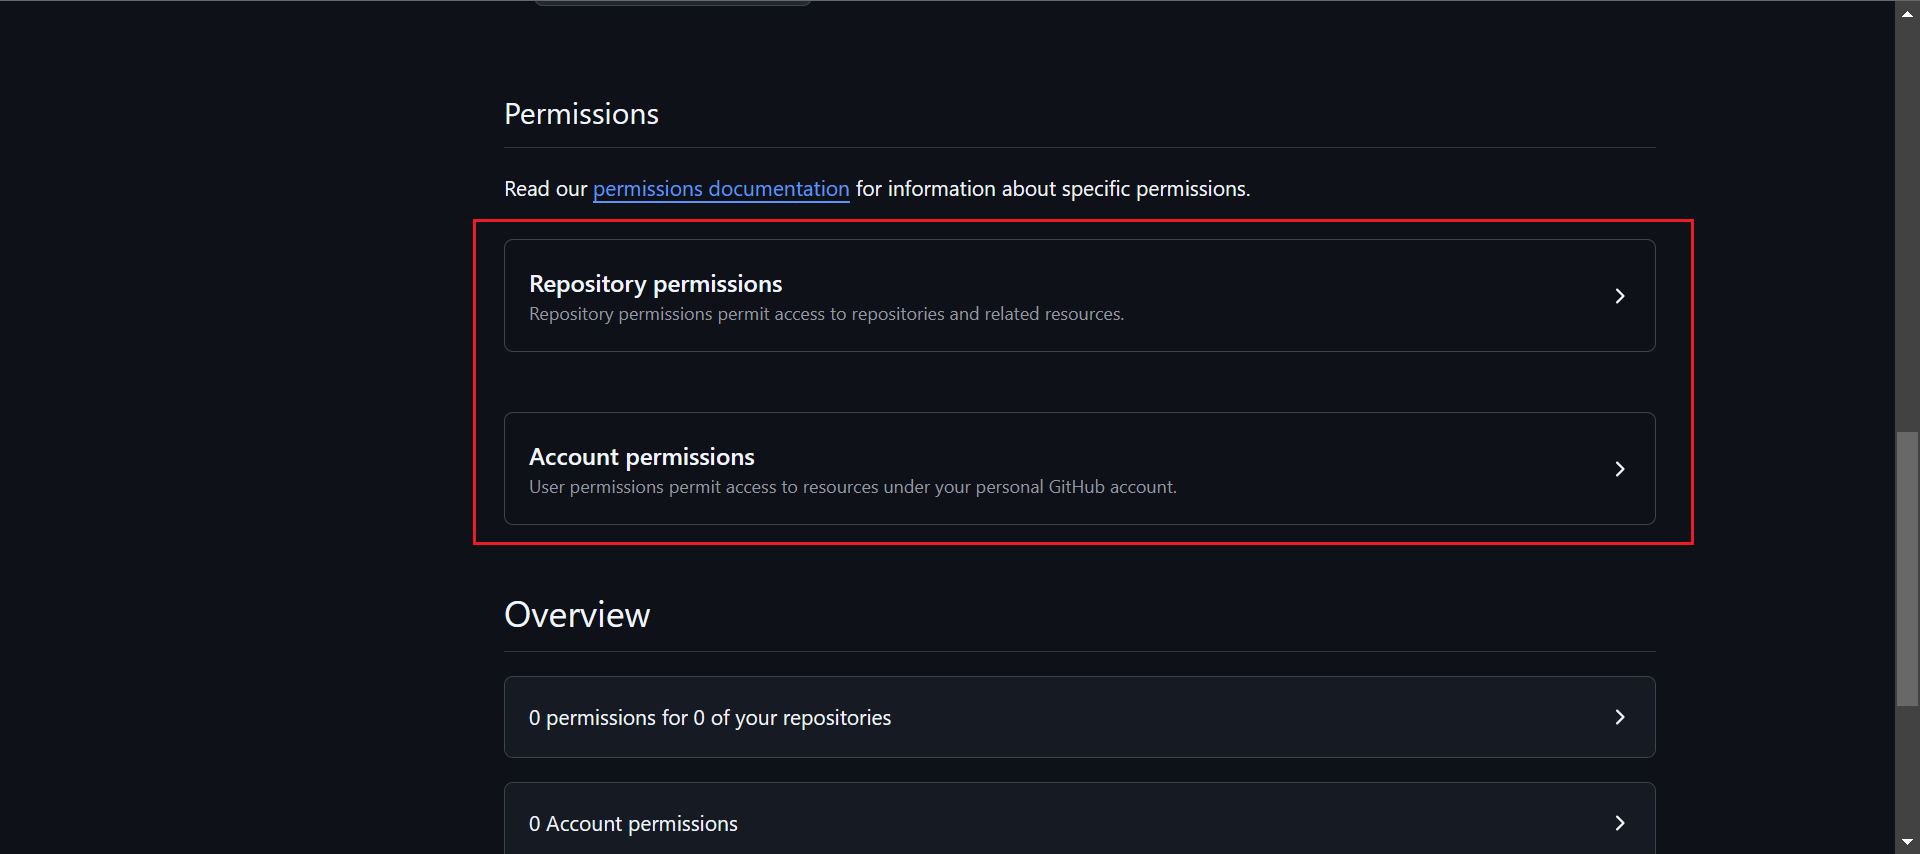 Permissions
Read our permissions documentation for information about specific permissions.
Repository permissions
Repository permissions permit access to repositories and related resources.
Account permissions
User permissions permit access to resources under your personal GitHub account.
Overview
0 permissions for 0 of your repositories
0 Account permissions